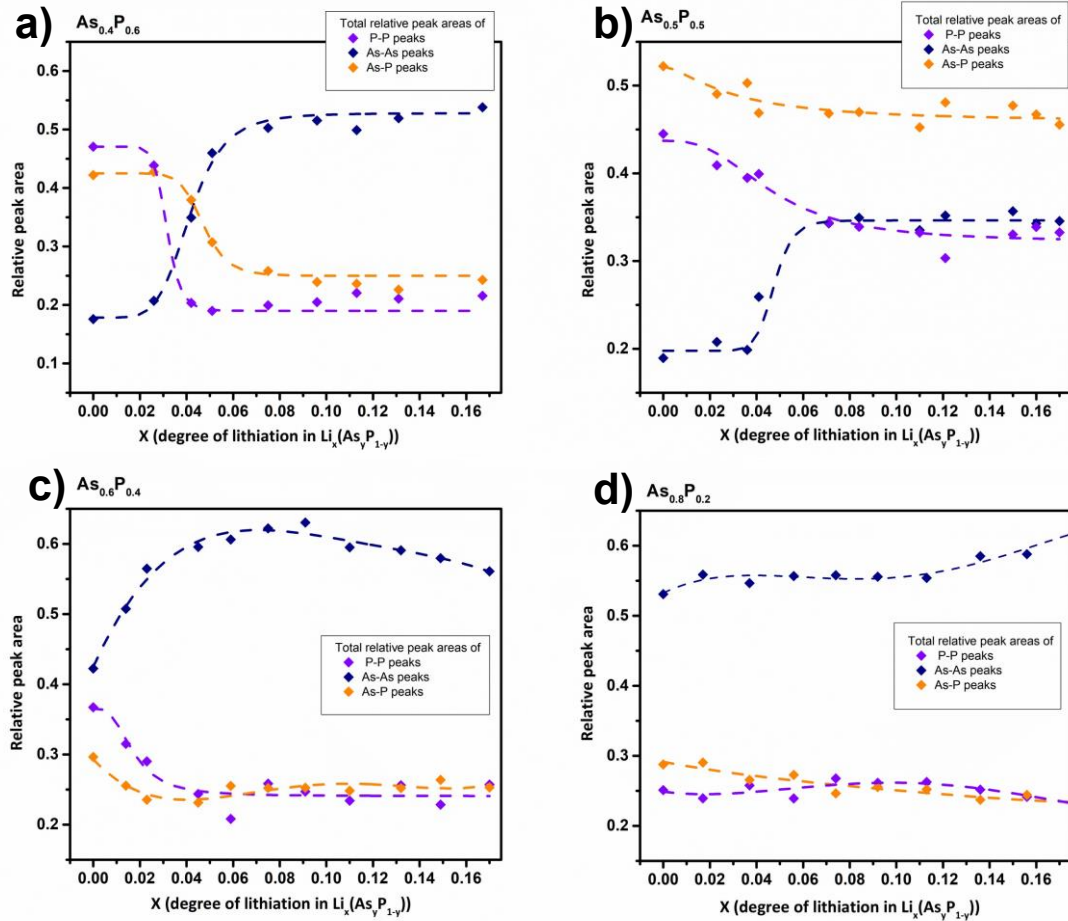 a)
As0.4P0.6
Total relative peak areas of
P-P peaks
As-As peaks
As-P peaks
0.6
0.5
0.4
0.3
0.2
0.1
Relative peak area
0.00 0.02 0.04 0.06 0.08 0.10 0.12 0.14 0.16
X (degree of lithiation in Lix(AsyP1-y))
b)
As0.5P0.5
Total relative peak areas of
P-P peaks
As-As peaks
As-P peaks
0.5
0.4
0.3
0.2
Relative peak area
0.00 0.02 0.04 0.06 0.08 0.10 0.12 0.14 0.16
X (degree of lithiation in Lix(AsyP1-y))
c)
As0.6P0.4
0.6
0.5
0.4
0.3
0.2
Relative peak area
Total relative peak areas of
P-P peaks
As-As peaks
As-P peaks
0.00 0.02 0.04 0.06 0.08 0.10 0.12 0.14 0.16
X (degree of lithiation in Lix(AsyP1-y))
d)
As0.8P0.2
0.6
0.5
0.4
0.3
0.2
Relative peak area
Total relative peak areas of
P-P peaks
As-As peaks
As-P peaks
0.00 0.02 0.04 0.06 0.08 0.10 0.12 0.14 0.16
X (degree of lithiation in Lix(AsyP1-y))